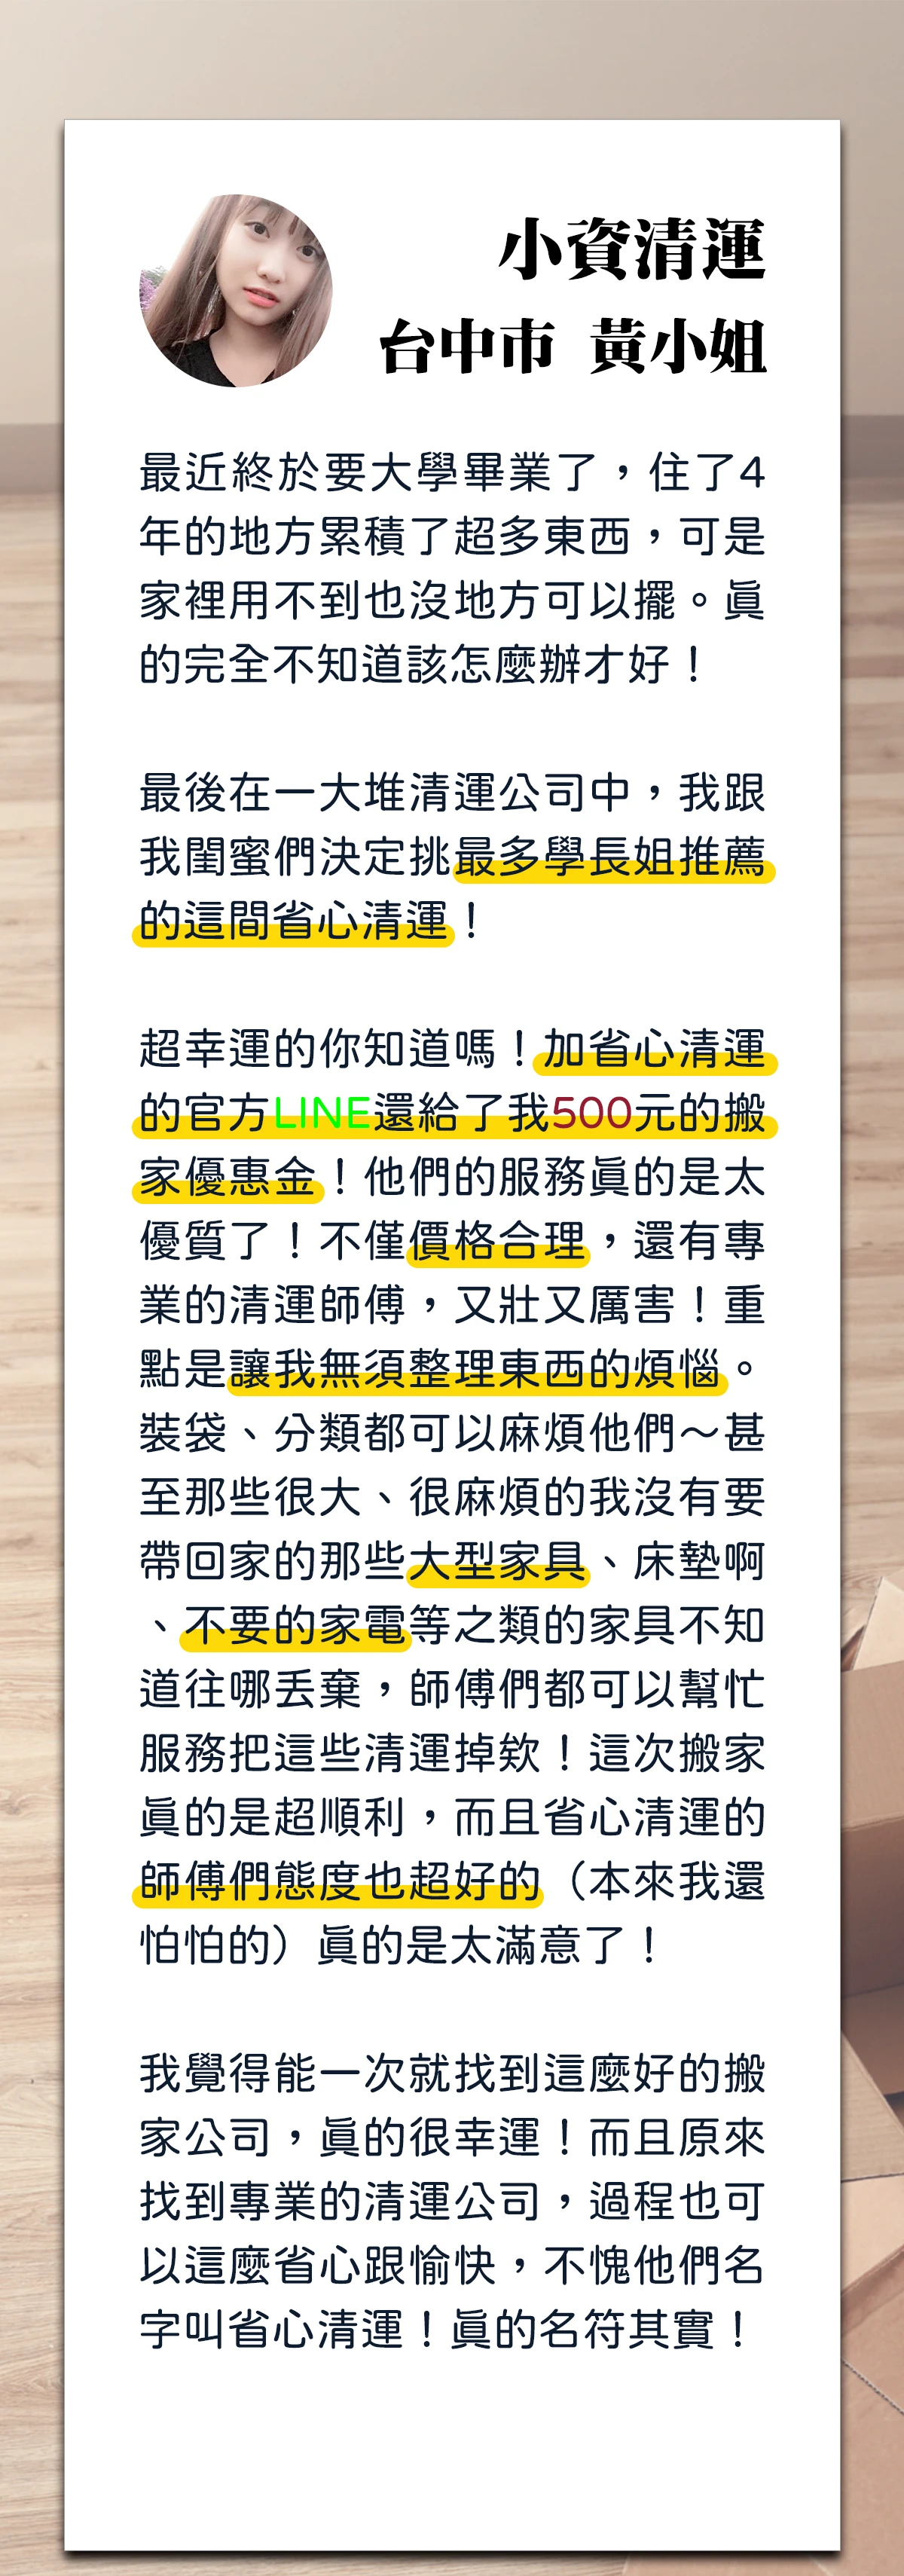 小資清運
台中市 黃小姐
最近終於要大學畢業了，住了4
年的地方累積了超多東西，可是
家裡用不到也沒地方可以擺。真
的完全不知道該怎麼辦才好！
最後在一大堆清運公司中，我跟
我閨蜜們決定挑最多學長姐推薦
的這間省心清運！
超幸運的你知道嗎！加省心清運
的官方LINE還給了我500元的搬
家優惠金！他們的服務真的是太
優質了！不僅價格合理，還有專
業的清運師傅，又壯又厲害！重
點是讓我無須整理東西的煩惱。
裝袋、分類都可以麻煩他們～甚
至那些很大、很麻煩的我沒有要
帶回家的那些大型家具、床墊啊
、不要的家電等之類的家具不知
道往哪丟棄，師傅們都可以幫忙
服務把這些清運掉欸！這次搬家
真的是超順利，而且省心清運的
師傅們態度也超好的（本來我還
怕怕的）真的是太滿意了！
我覺得能一次就找到這麼好的搬
家公司，真的很幸運！而且原來
找到專業的清運公司，過程也可
以這麼省心跟愉快，不愧他們名
字叫省心清運！真的名符其實！